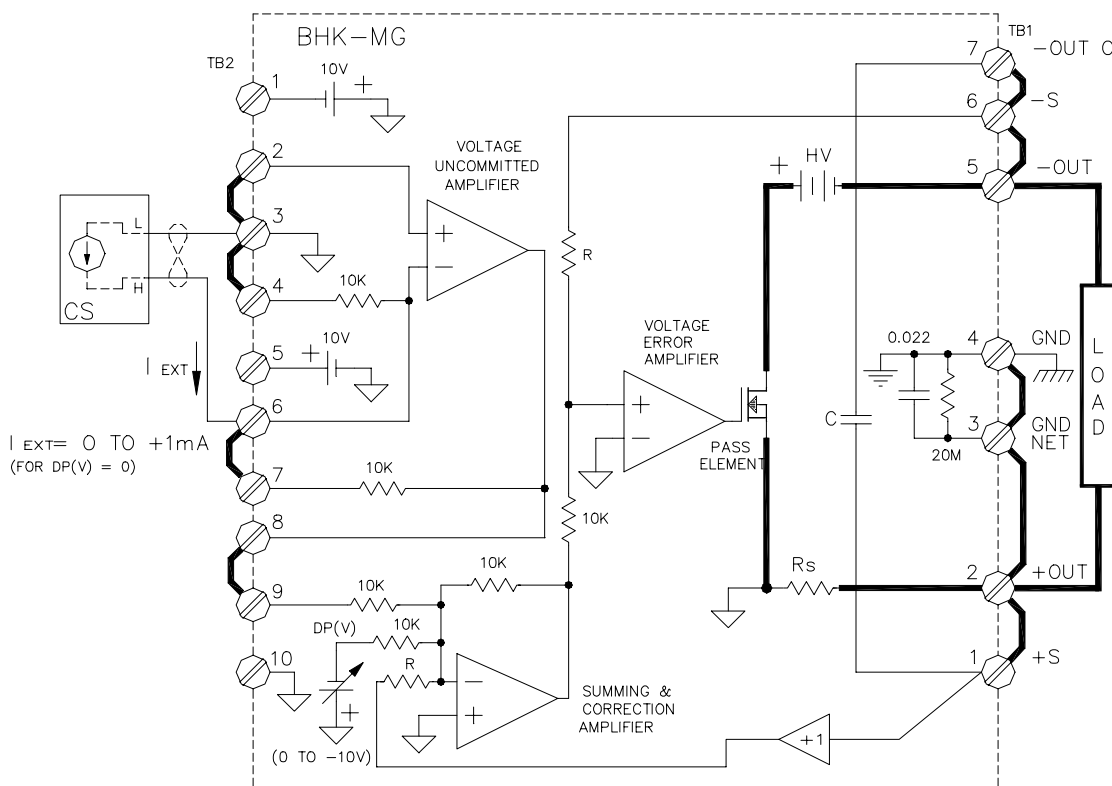 BHK-MG
TB2
TB1
1
10V
+
7
-OUT C
6
-S
2
VOLTAGE
UNCOMMITTED
AMPLIFIER
+
HV
5
-OUT
3
L
+
-
R
H
CS
4
10K
5
+
10V
VOLTAGE
ERROR
AMPLIFIER
0.022
4
GND
LOAD
I EXT
6
+
-
C
3
GND
NET
20M
PASS
ELEMENT
I EXT= 0 TO +1mA
(FOR DP(V) = 0)
7
10K
8
10K
10K
Rs
2
+OUT
9
10K
DP(V)
10K
R
10
+
-
+
SUMMING &
CORRECTION
AMPLIFIER
1
+S
(0 TO -10V)
+1